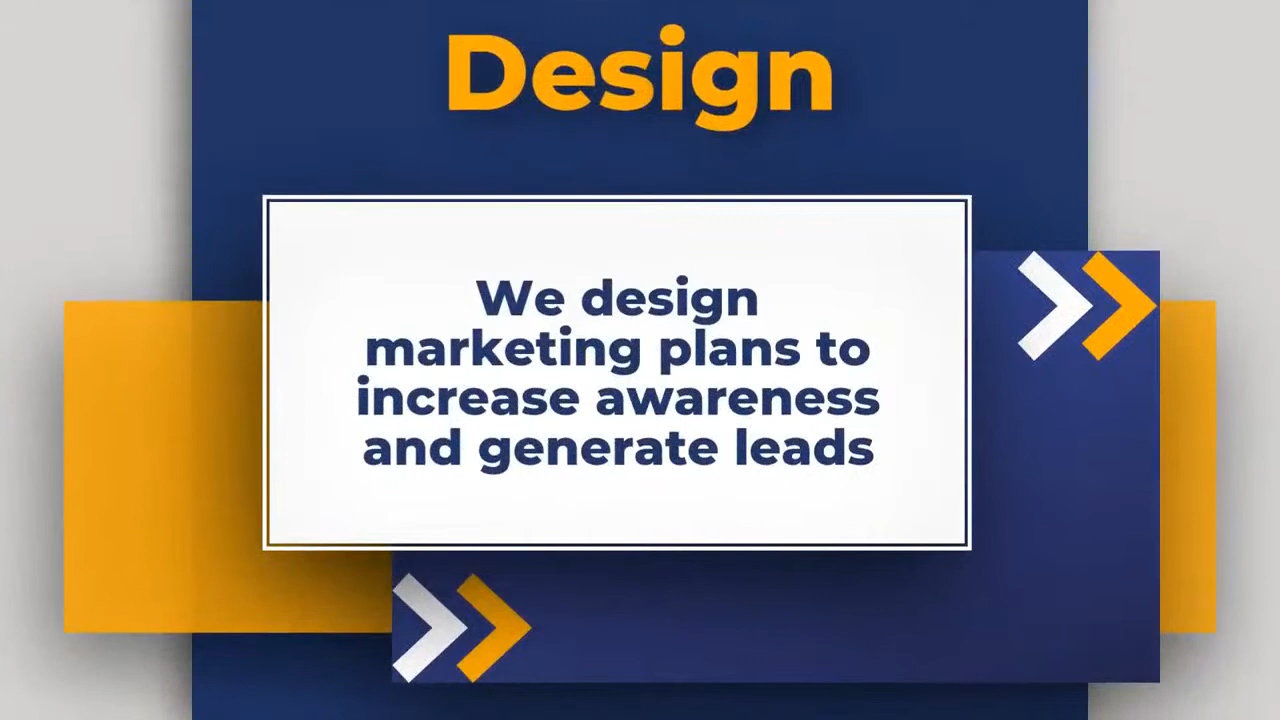 Design
We design
marketing plans to
increase awareness
and generate leads